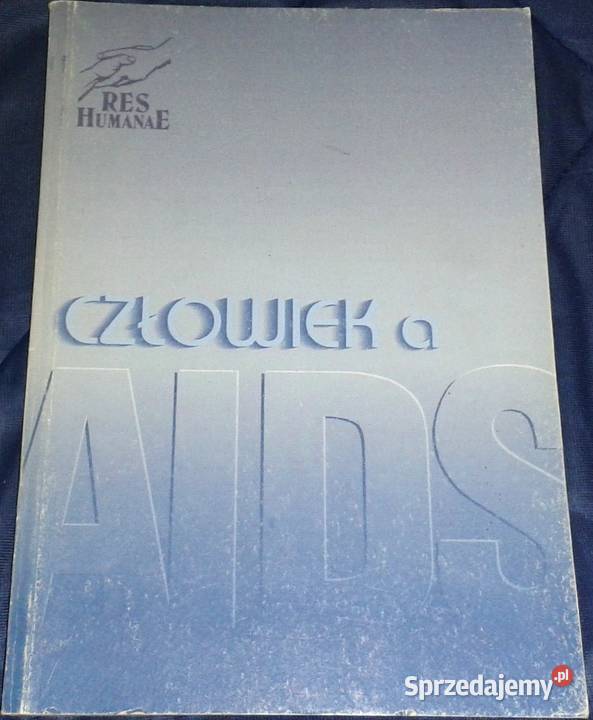 RES
HUMANAE
CZŁOWIEK a
AIDS
Sprzedajemy.pl